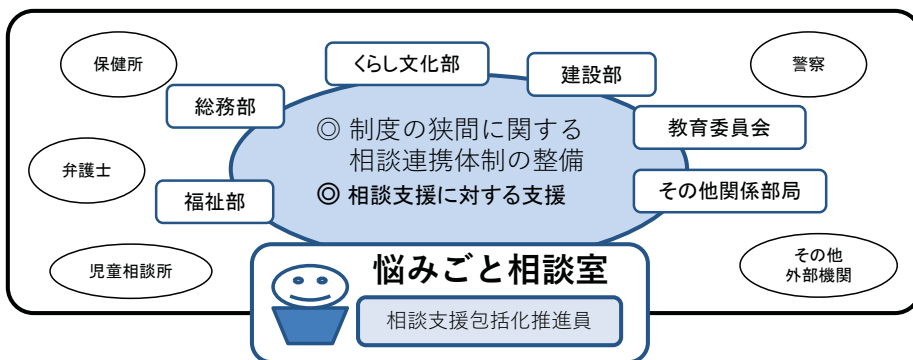 くらし文化部
保健所
建設部
警察
総務部
教育委員会
◎ 制度の狭間に関する
相談連携体制の整備
弁護士
◎ 相談支援に対する支援
福祉部
その他関係部局
児童相談所
悩みごと相談室
その他
外部機関
相談支援包括化推進員